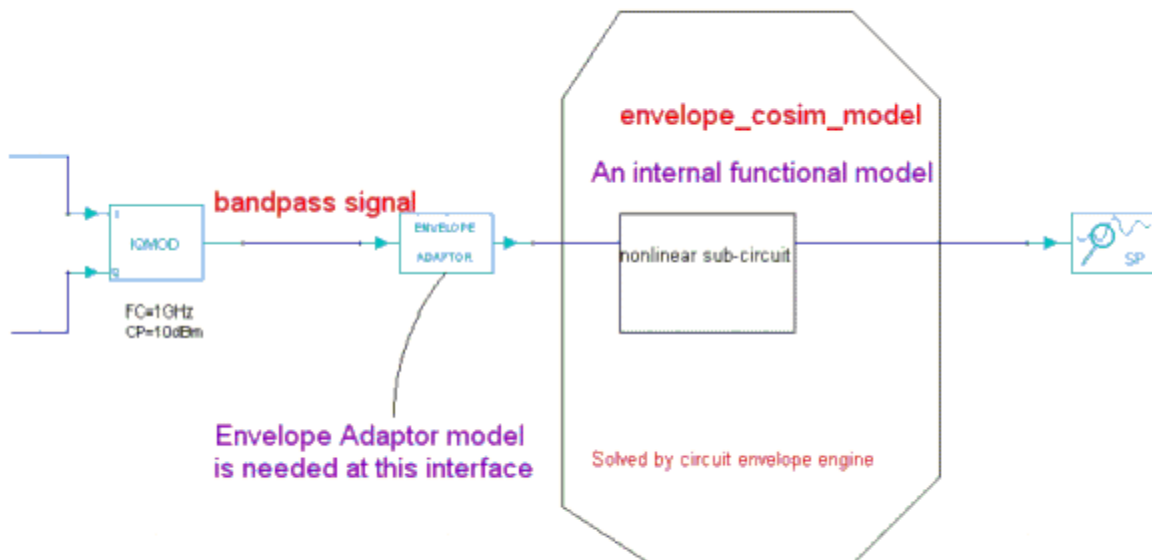 envelope_cosim_model
An internal functional model
bandpass signal
I
IQMOD
Q
ENVELOPE
ADAPTOR
nonlinear sub-circuit
SP
FC=1GHz
CP=10dBm
Envelope Adaptor model
is needed at this interface
Solved by circuit envelope engine